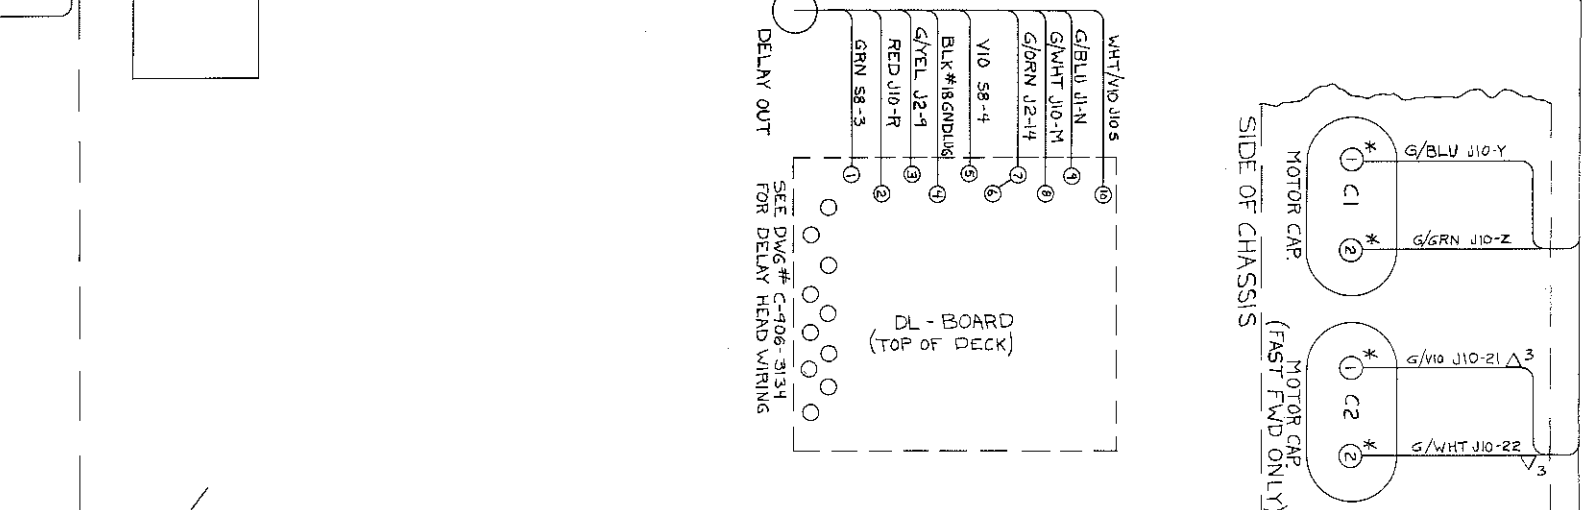 DELAY OUT
GRN S8-3
RED J10-R
G/YEL J2-9
BLK#18GNDLUG
VIO S8-4
G/ORN J2-14
G/WHT J10-M
G/BLU J1-N
WHT/VIO J10 S
1
2
3
4
5
6
7
8
9
10
SEE DWG# C-906-3134
FOR DELAY HEAD WIRING
DL-BOARD
(TOP OF DECK)
SIDE OF CHASSIS
MOTOR CAP.
1 *
C1
2 *
G/BLU J10-Y
G/GRN J10-Z
MOTOR CAP.
(FAST FWD ONLY)
1 *
C2
2 *
G/VIO J10-21 3
G/WHT J10-22 3